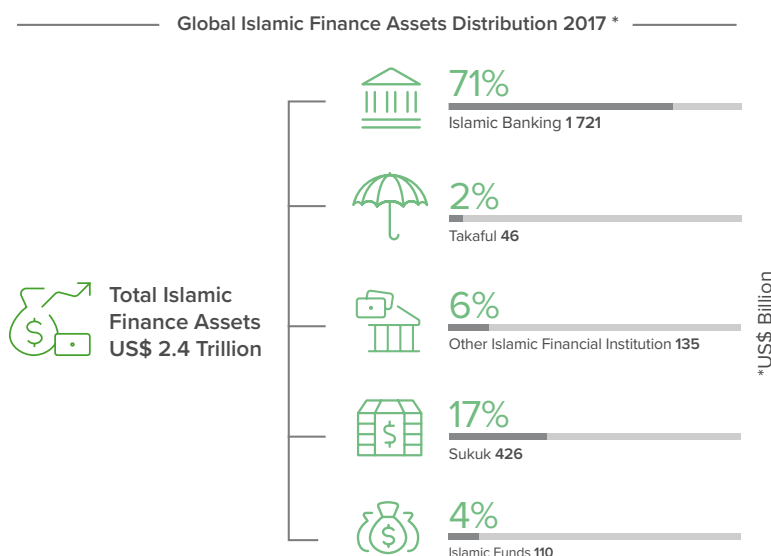 Global Islamic Finance Assets Distribution 2017 *
71%
Islamic Banking 1 721
2%
Takaful 46
6%
Other Islamic Financial Institution 135
17%
Sukuk 426
4%
Islamic Funds 110
Total Islamic
Finance Assets
US$ 2.4 Trillion
*US$ Billion